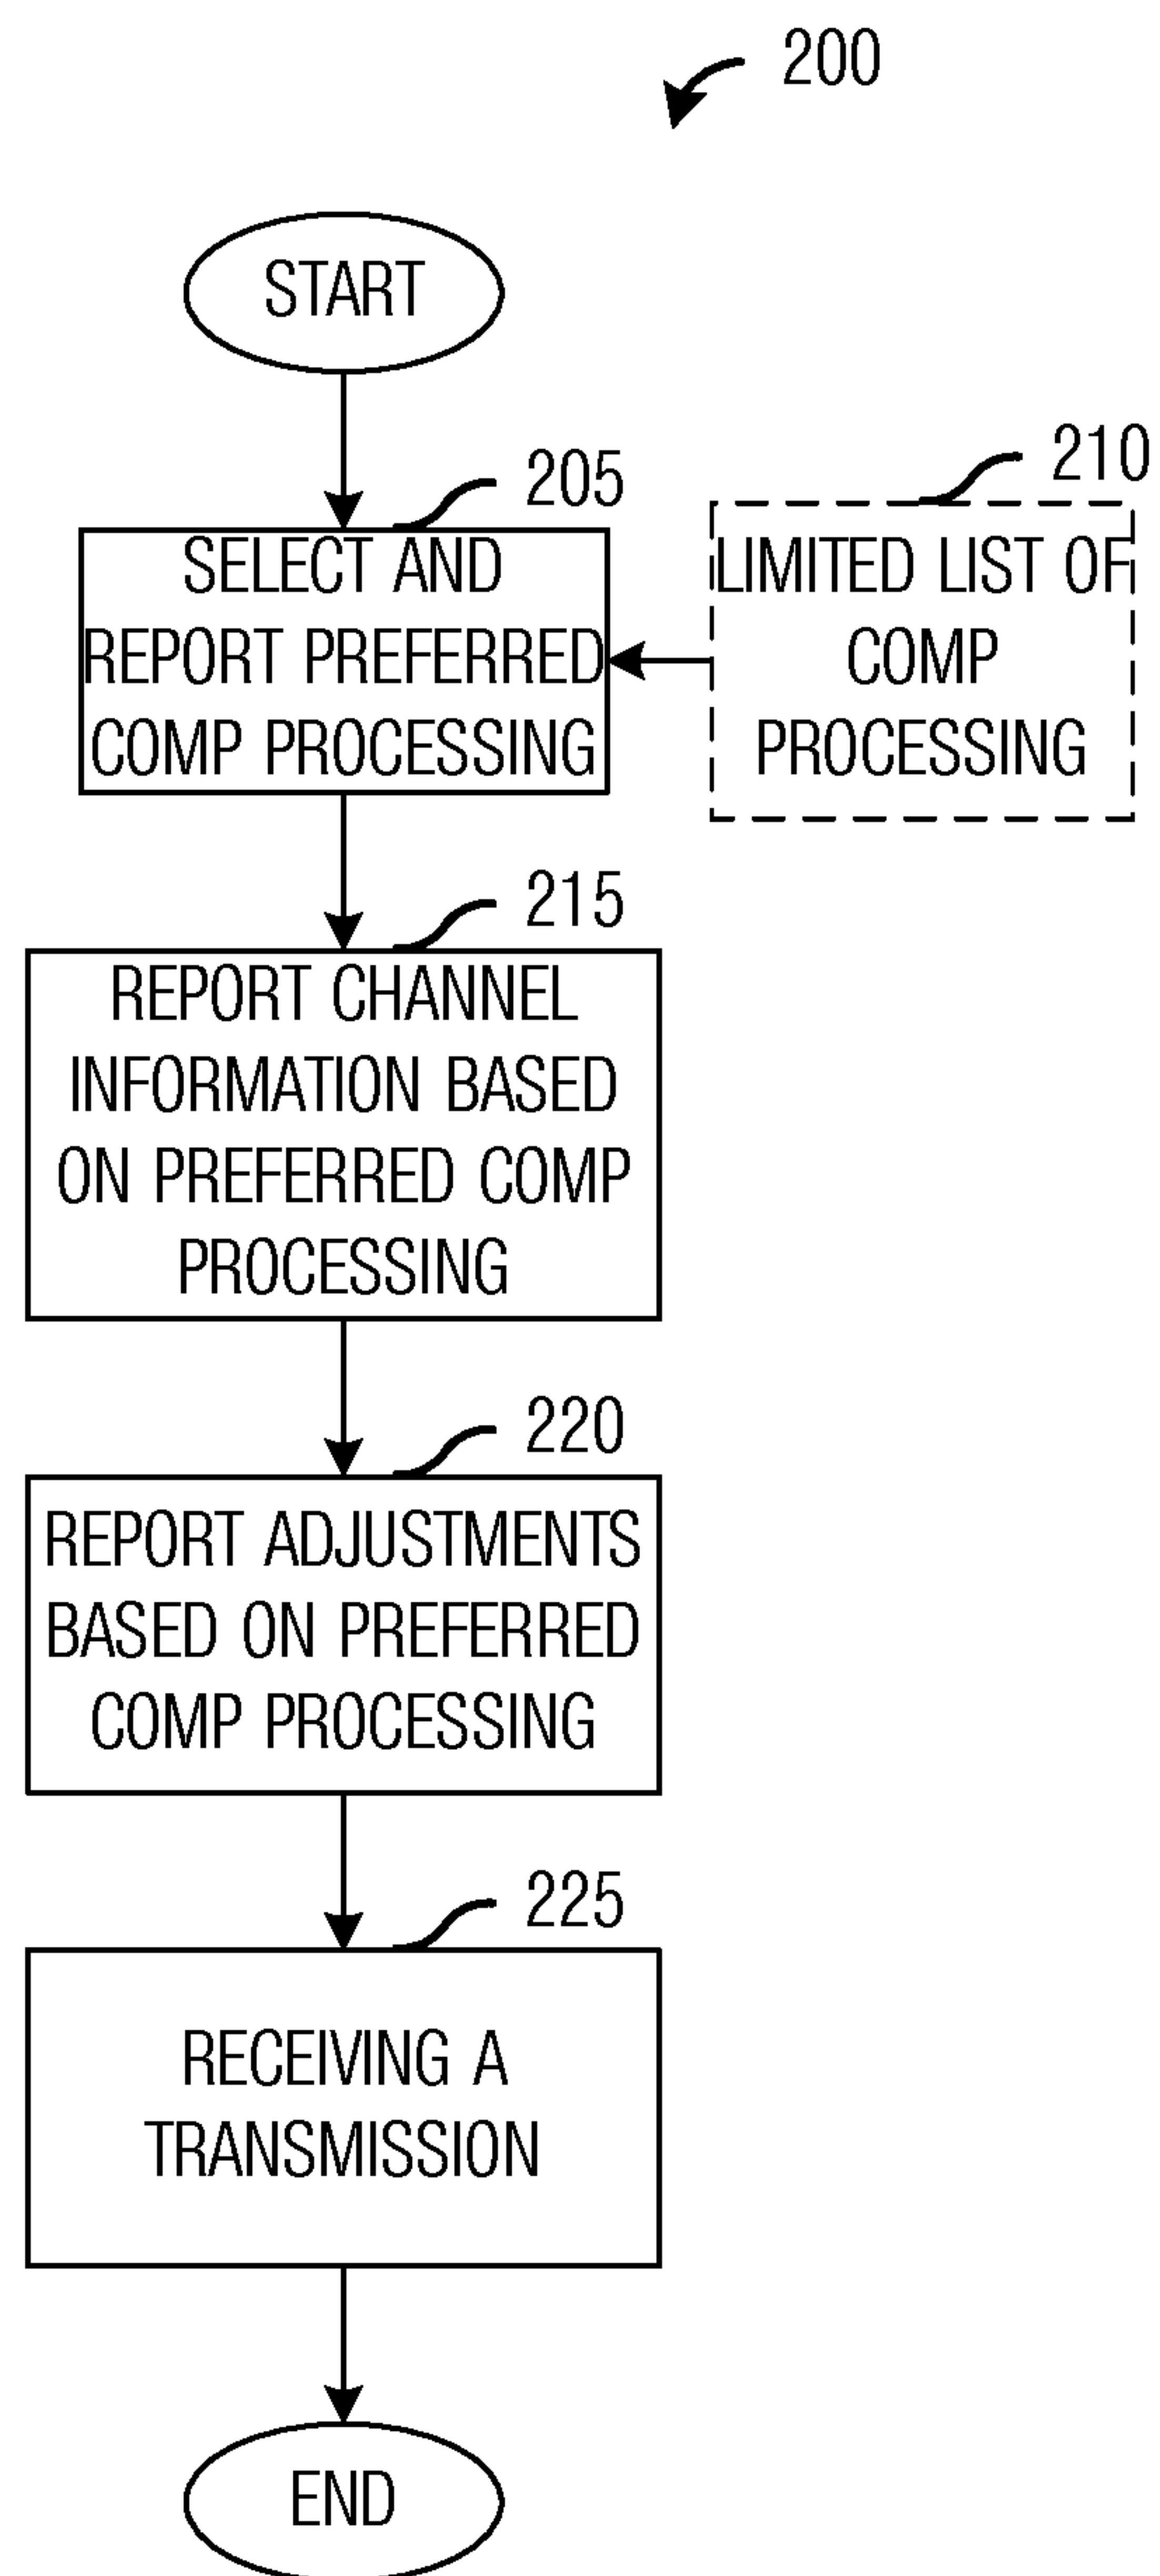 200
START
205
SELECT AND
REPORT PREFERRED
COMP PROCESSING
210
LIMITED LIST OF
COMP
PROCESSING
215
REPORT CHANNEL
INFORMATION BASED
ON PREFERRED COMP
PROCESSING
220
REPORT ADJUSTMENTS
BASED ON PREFERRED
COMP PROCESSING
225
RECEIVING A
TRANSMISSION
END